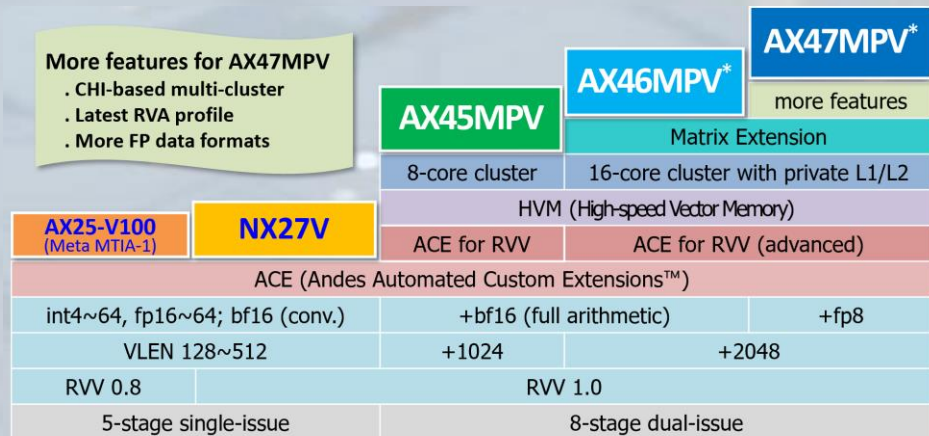 More features for AX47MPV
. CHI-based multi-cluster
. Latest RVA profile
. More FP data formats
AX47MPV*
AX46MPV*
AX45MPV
more features
Matrix Extension
8-core cluster
16-core cluster with private L1/L2
HVM (High-speed Vector Memory)
AX25-V100
(Meta MTIA-1)
NX27V
ACE for RVV
ACE for RVV (advanced)
ACE (Andes Automated Custom Extensions™)
int4~64, fp16~64; bf16 (conv.)
+bf16 (full arithmetic)
+fp8
VLEN 128~512
+1024
+2048
RVV 0.8
RVV 1.0
5-stage single-issue
8-stage dual-issue